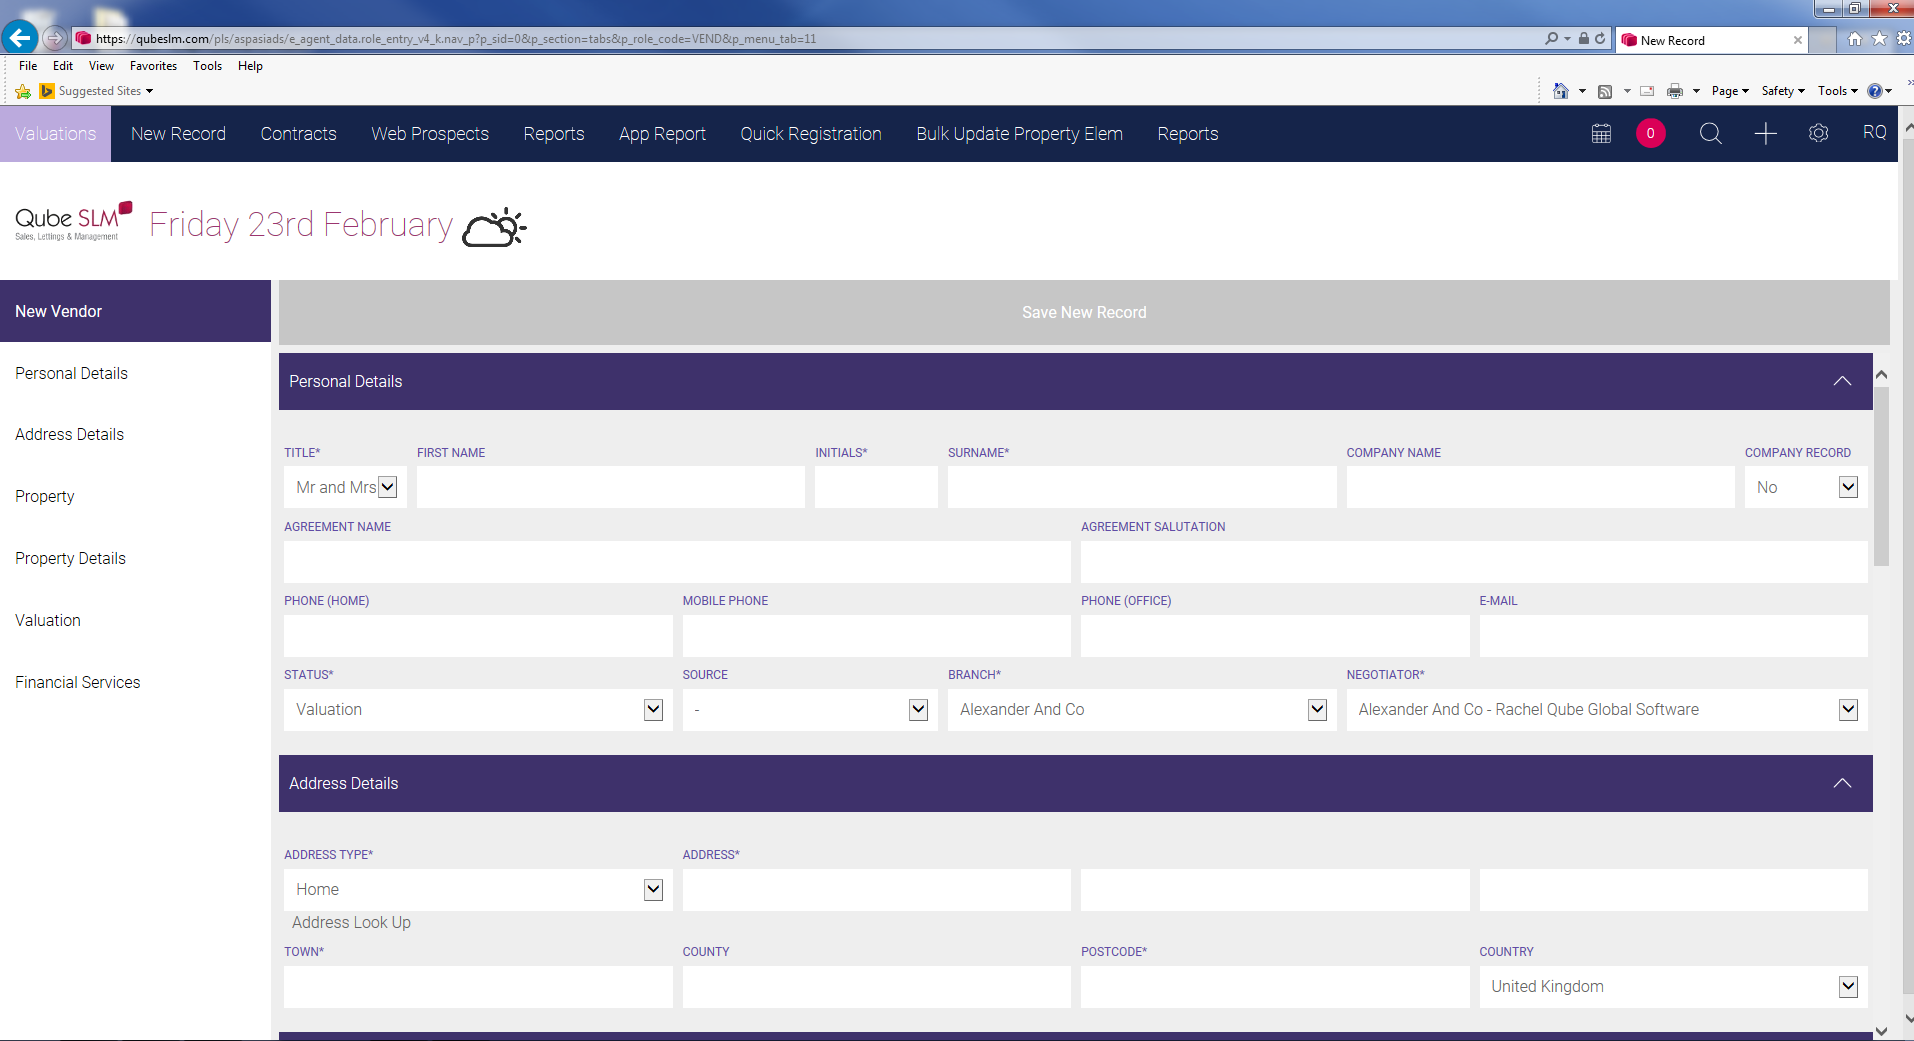 https://qubeslm.com/pls/aspasiads/e_agent_data.role_entry_v4_k.nav_p?p_sid=0&p_section=tabs&p_role_code=VEND&p_menu_tab=11
New Record
File Edit View Favorites Tools Help
Suggested Sites
Page Safety Tools
Valuations New Record Contracts Web Prospects Reports App Report Quick Registration Bulk Update Property Elem Reports 0 RQ
Qube SLM
Sales, Lettings & Management
Friday 23rd February
New Vendor
Personal Details
Address Details
Property
Property Details
Valuation
Financial Services
Save New Record
Personal Details
TITLE* FIRST NAME INITIALS* SURNAME* COMPANY NAME COMPANY RECORD
Mr and Mrs No
AGREEMENT NAME AGREEMENT SALUTATION
PHONE (HOME) MOBILE PHONE PHONE (OFFICE) E-MAIL
STATUS* SOURCE BRANCH* NEGOTIATOR*
Valuation - Alexander And Co Alexander And Co - Rachel Qube Global Software
Address Details
ADDRESS TYPE* ADDRESS*
Home
Address Look Up
TOWN* COUNTY POSTCODE* COUNTRY
United Kingdom